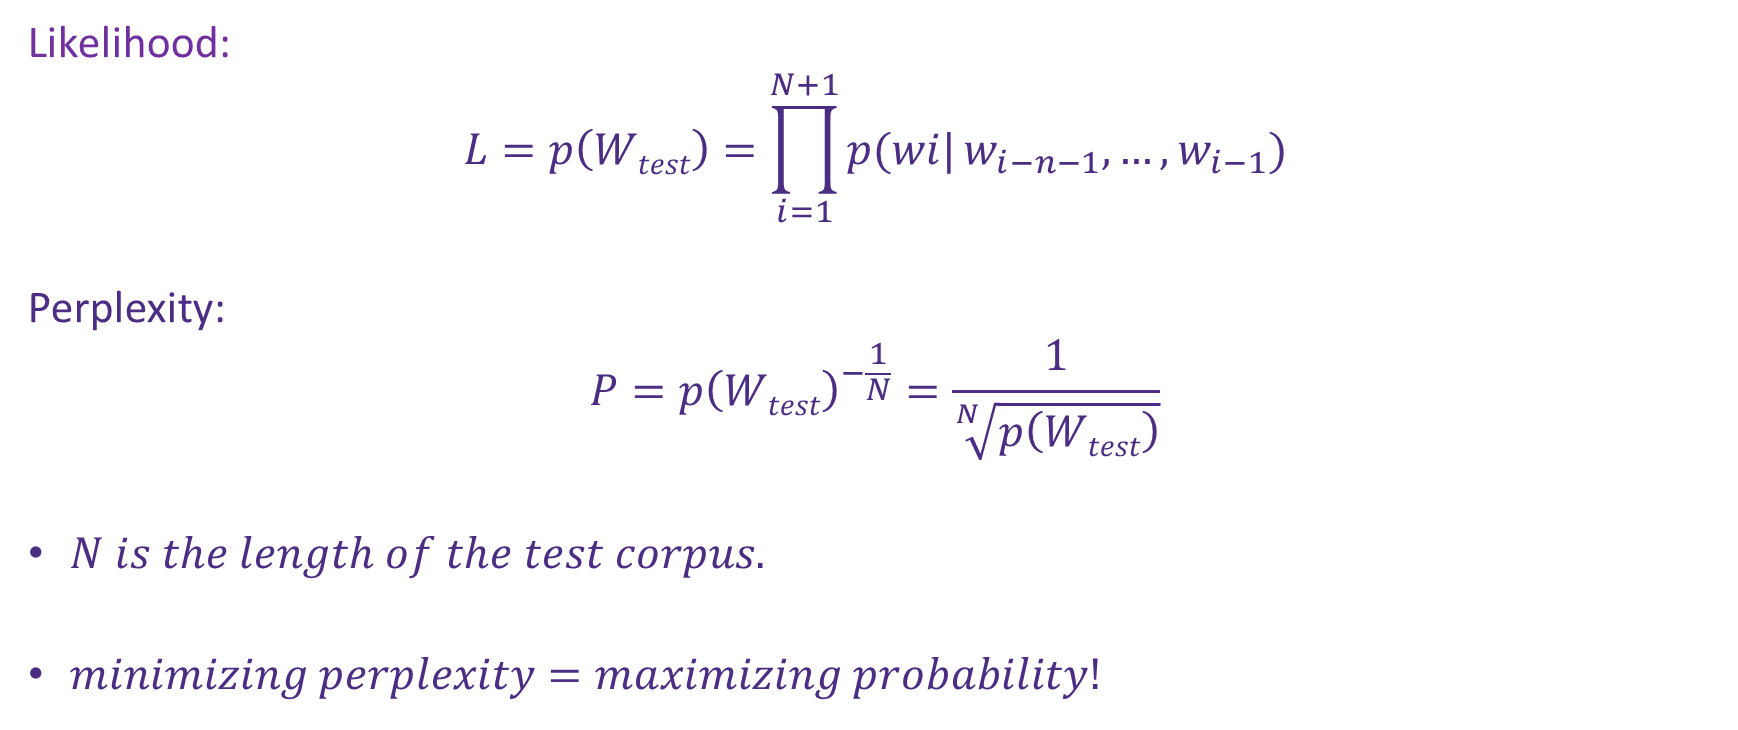 Likelihood:
L = p(W_test) = ∏_{i=1}^{N+1} p(wi| w_{i−n−1}, … , w_{i−1})
Perplexity:
P = p(W_test)^{−1/N} = 1 / \sqrt[N]{p(W_test)}
• N is the length of the test corpus.
• minimizing perplexity = maximizing probability!